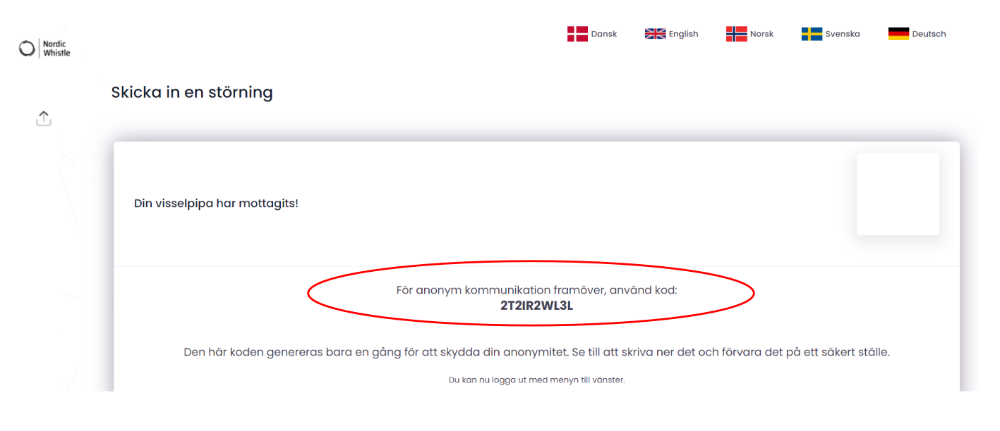 Nordic
Whistle
Dansk
English
Norsk
Svenska
Deutsch
Skicka in en störning
Din visselpipa har mottagits!
För anonym kommunikation framöver, använd kod:
2T2IR2WL3L
Den här koden genereras bara en gång för att skydda din anonymitet. Se till att skriva ner det och förvara det på ett säkert ställe.
Du kan nu logga ut med menyn till vänster.